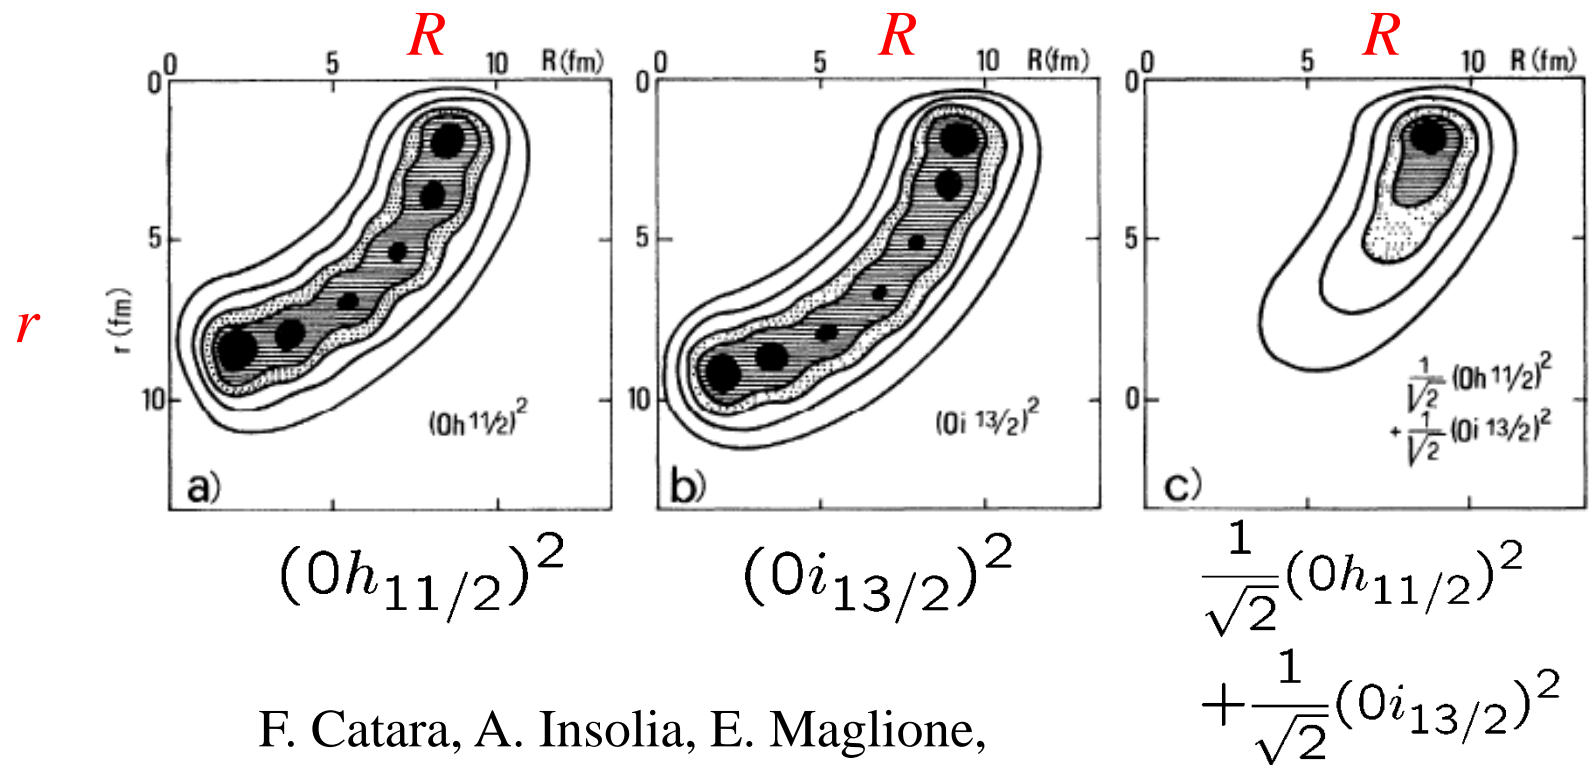 R R R
0 5 10 R (fm) 0 5 10 R (fm) 0 5 10 R (fm)
0 0 0
5 5 5
r r (fm)
10 10 0
(0h 11/2)² (0i 13/2)² 1/√2 (0h 11/2)²
+ 1/√2 (0i 13/2)²
a) b) c)
(0h₁₁/₂)² (0i₁₃/₂)² 1/√2 (0h₁₁/₂)²
+ 1/√2 (0i₁₃/₂)²
F. Catara, A. Insolia, E. Maglione,